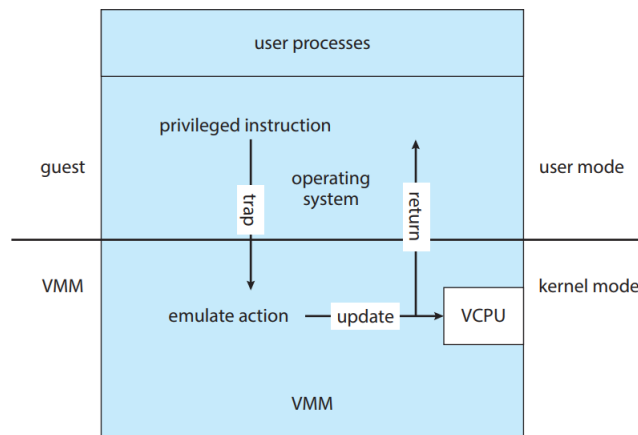 user processes
privileged instruction
guest
operating
system
user mode
trap
return
VMM
kernel mode
emulate action
update
VCPU
VMM